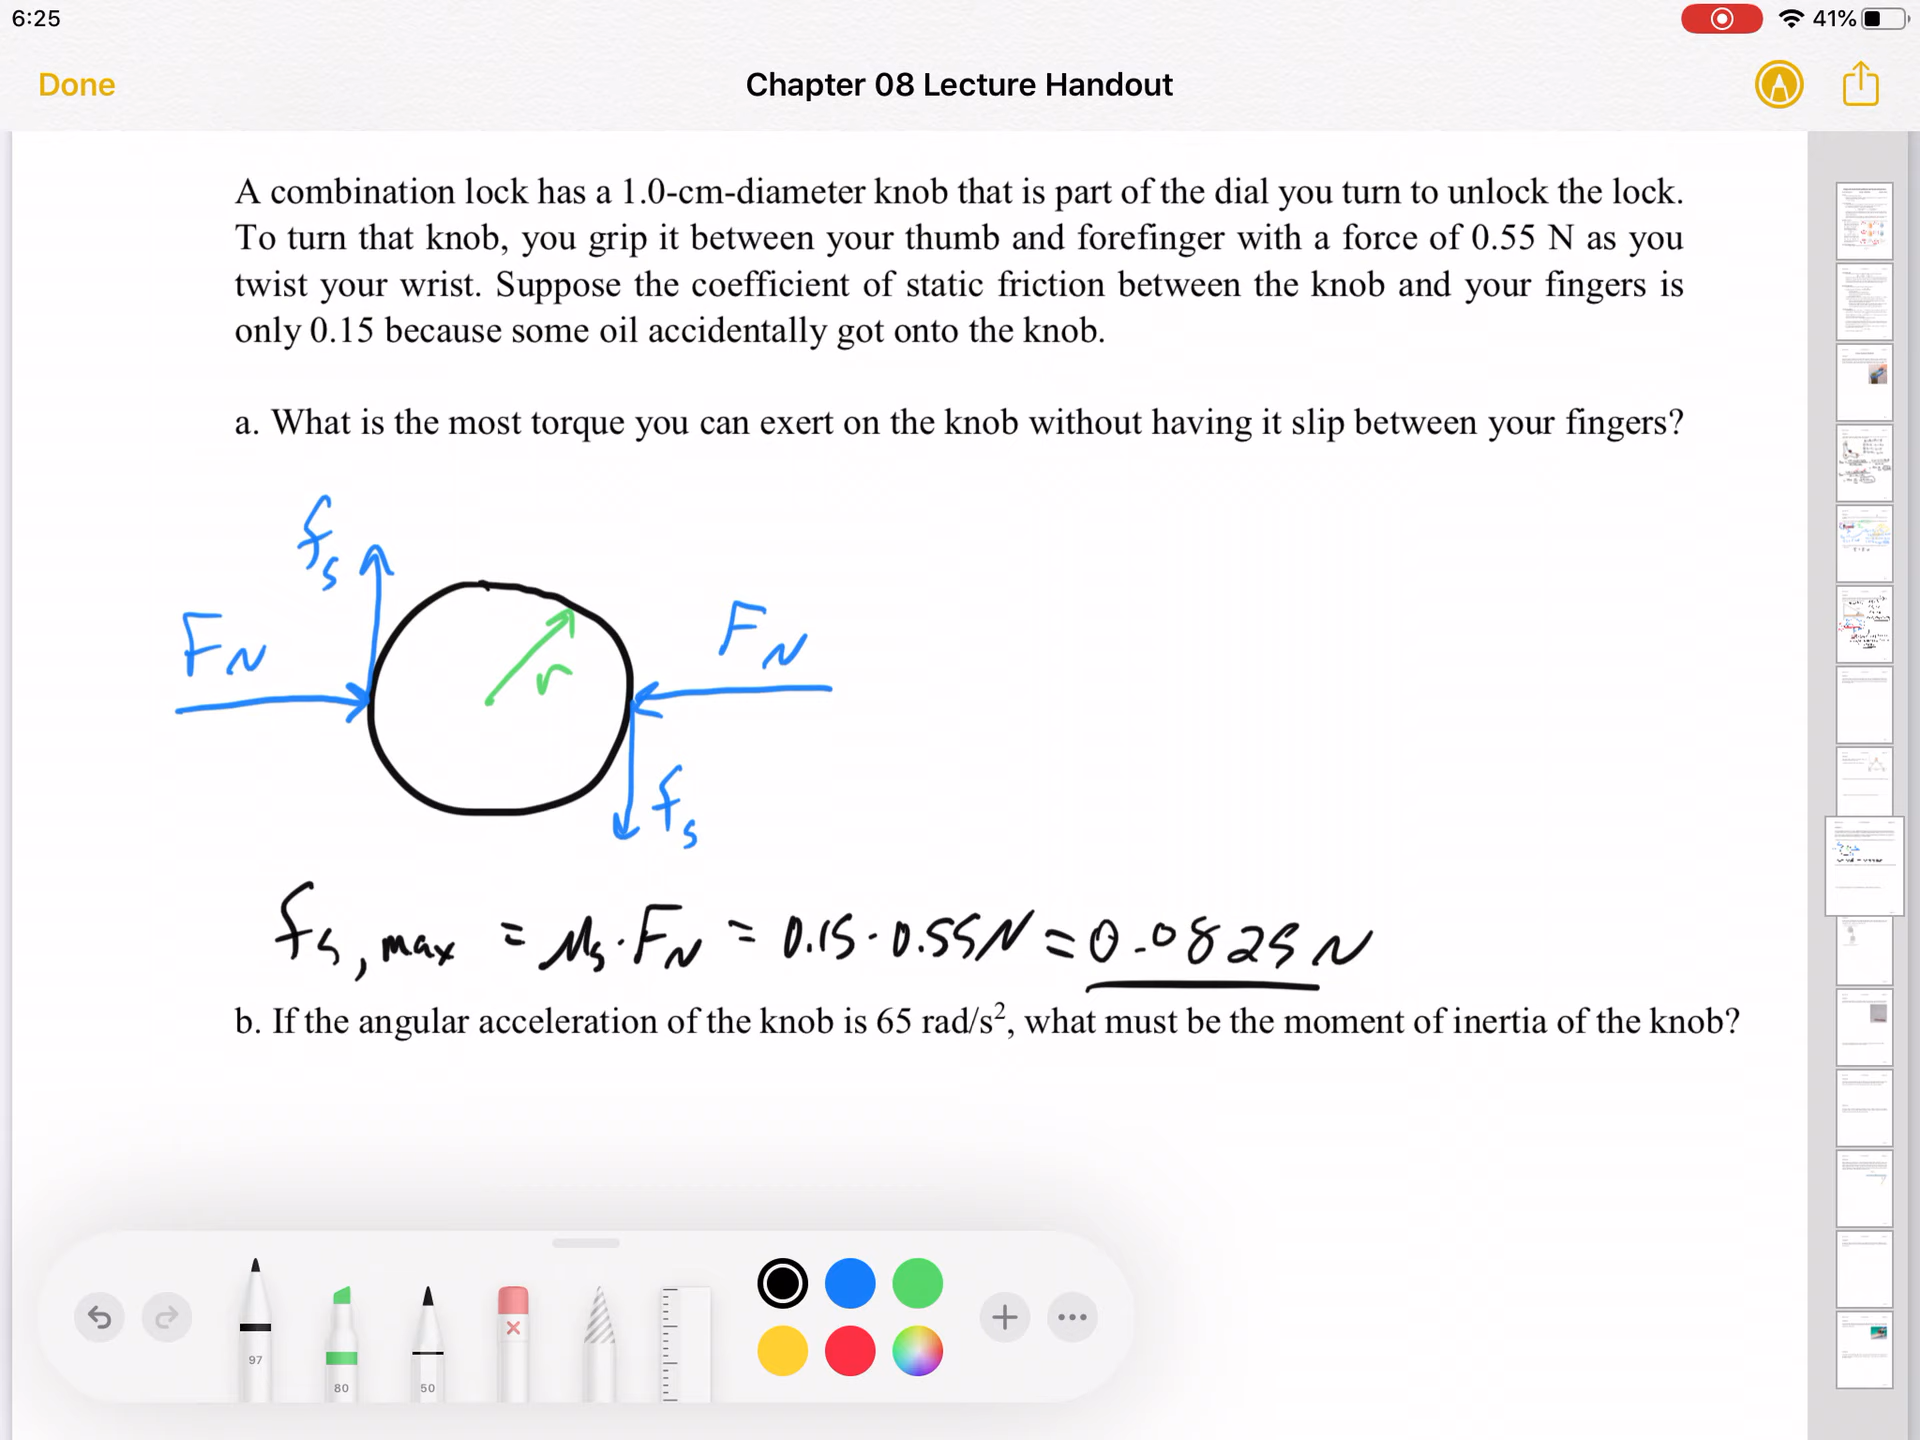 6:25
41%
Done
Chapter 08 Lecture Handout
A combination lock has a 1.0-cm-diameter knob that is part of the dial you turn to unlock the lock.
To turn that knob, you grip it between your thumb and forefinger with a force of 0.55 N as you
twist your wrist. Suppose the coefficient of static friction between the knob and your fingers is
only 0.15 because some oil accidentally got onto the knob.
a. What is the most torque you can exert on the knob without having it slip between your fingers?
fs
FN
FN
r
fs
fs, max = Ms · FN = 0.15 · 0.55N = 0.0825 N
b. If the angular acceleration of the knob is 65 rad/s², what must be the moment of inertia of the knob?
97
80
50